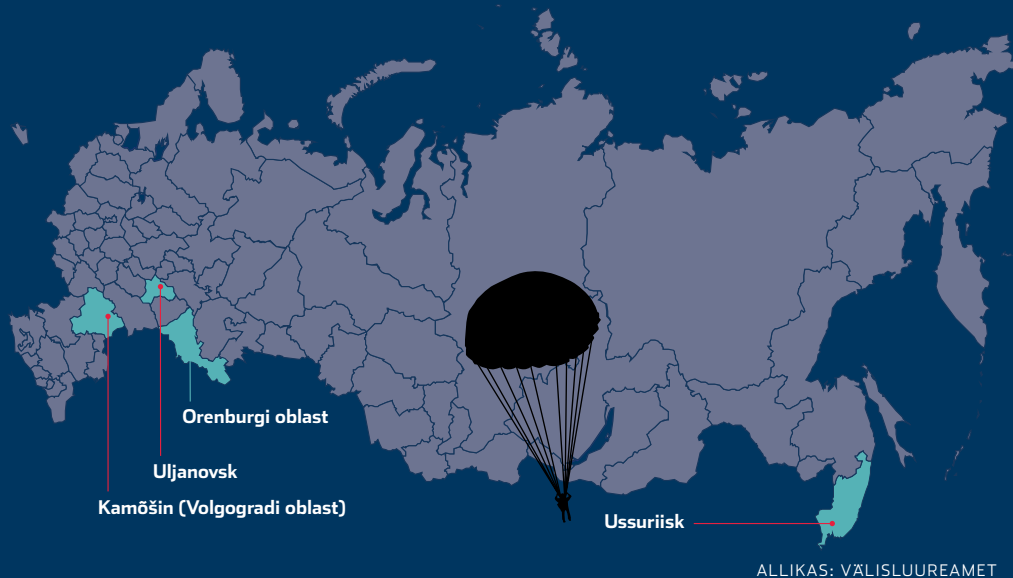 Orenburgi oblast
Uljanovsk
Kamõšin (Volgogradi oblast)
Ussuriisk
ALLIKAS: VÄLISLUUREAMET